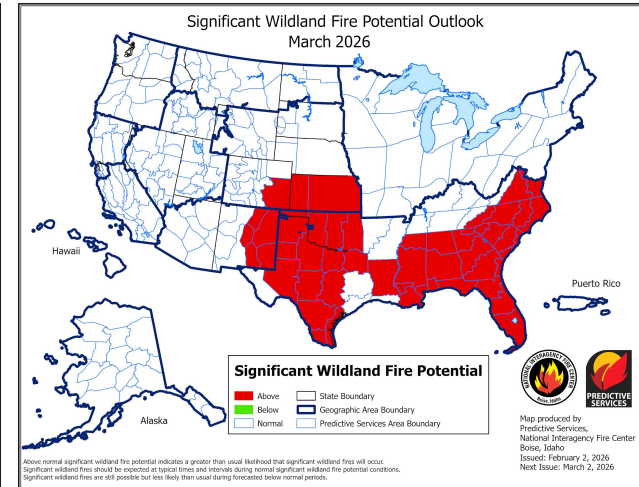 Significant Wildland Fire Potential Outlook
March 2026
Hawaii
Puerto Rico
Alaska
Significant Wildland Fire Potential
Above
Below
Normal
State Boundary
Geographic Area Boundary
Predictive Services Area Boundary
NATIONAL INTERAGENCY FIRE CENTER
Boise, Idaho
PREDICTIVE
SERVICES
Map produced by
Predictive Services,
National Interagency Fire Center
Boise, Idaho
Issued: February 2, 2026
Next Issue: March 2, 2026
Above normal significant wildland fire potential indicates a greater than usual likelihood that significant wildland fires will occur.
Significant wildland fires should be expected at typical times and intervals during normal significant wildland fire potential conditions.
Significant wildland fires are still possible but less likely than usual during forecasted below normal periods.